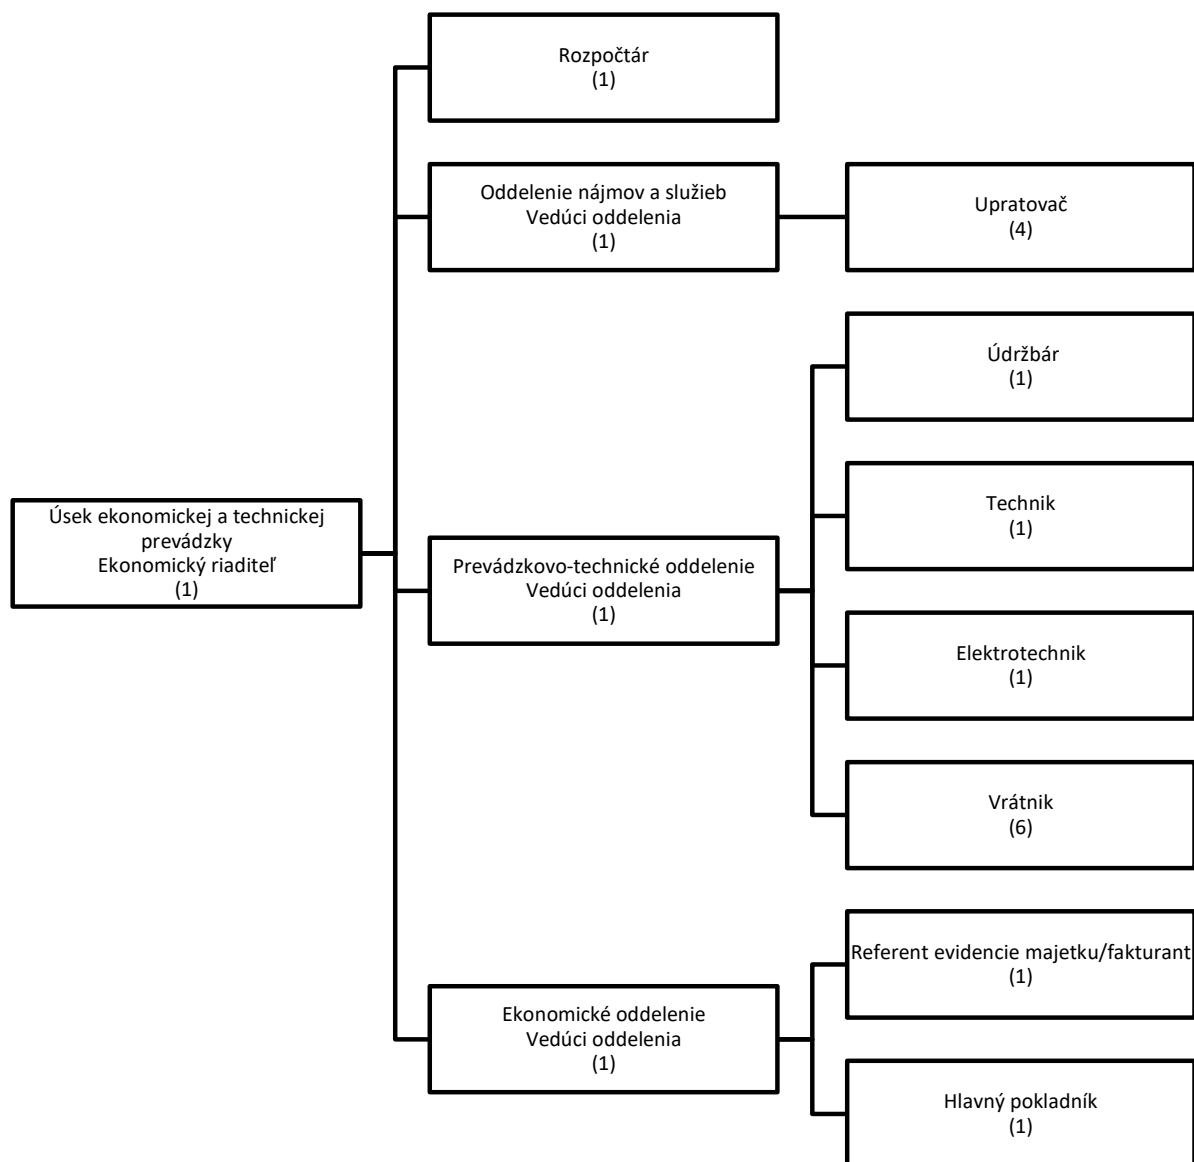 Rozpočtár
(1)
Oddelenie nájmov a služieb
Vedúci oddelenia
(1)
Upratovač
(4)
Údržbár
(1)
Technik
(1)
Úsek ekonomickej a technickej
prevádzky
Ekonomický riaditeľ
(1)
Prevádzkovo-technické oddelenie
Vedúci oddelenia
(1)
Elektrotechnik
(1)
Vrátnik
(6)
Referent evidencie majetku/fakturant
(1)
Ekonomické oddelenie
Vedúci oddelenia
(1)
Hlavný pokladník
(1)